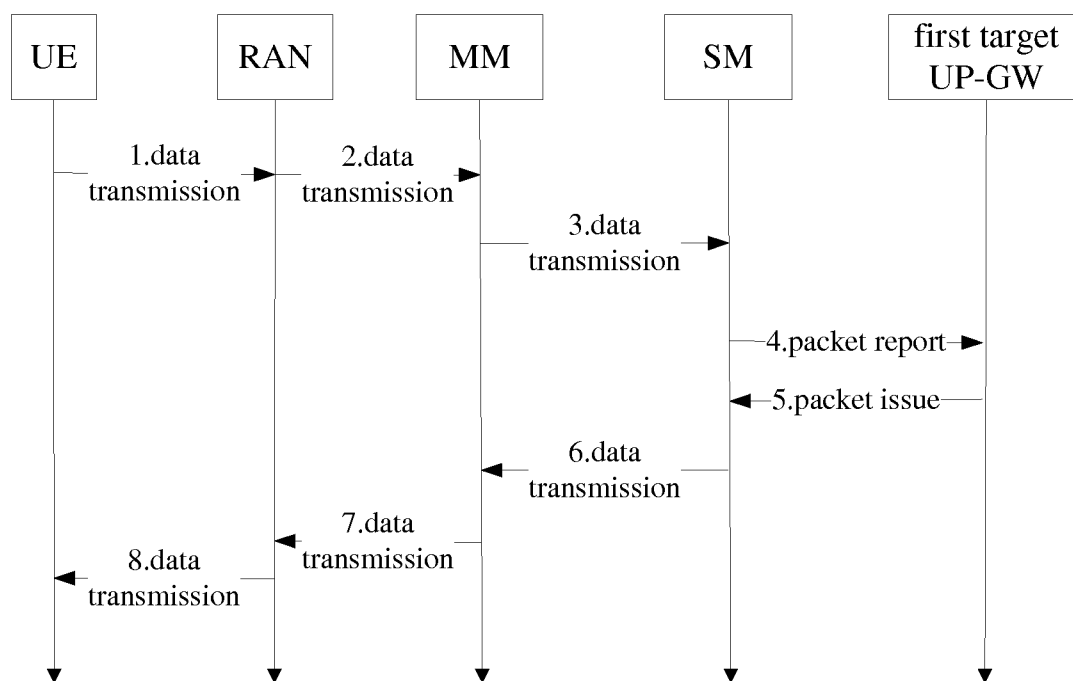 UE
RAN
MM
SM
first target
UP-GW
1.data
transmission
2.data
transmission
3.data
transmission
4.packet report
5.packet issue
6.data
transmission
7.data
transmission
8.data
transmission